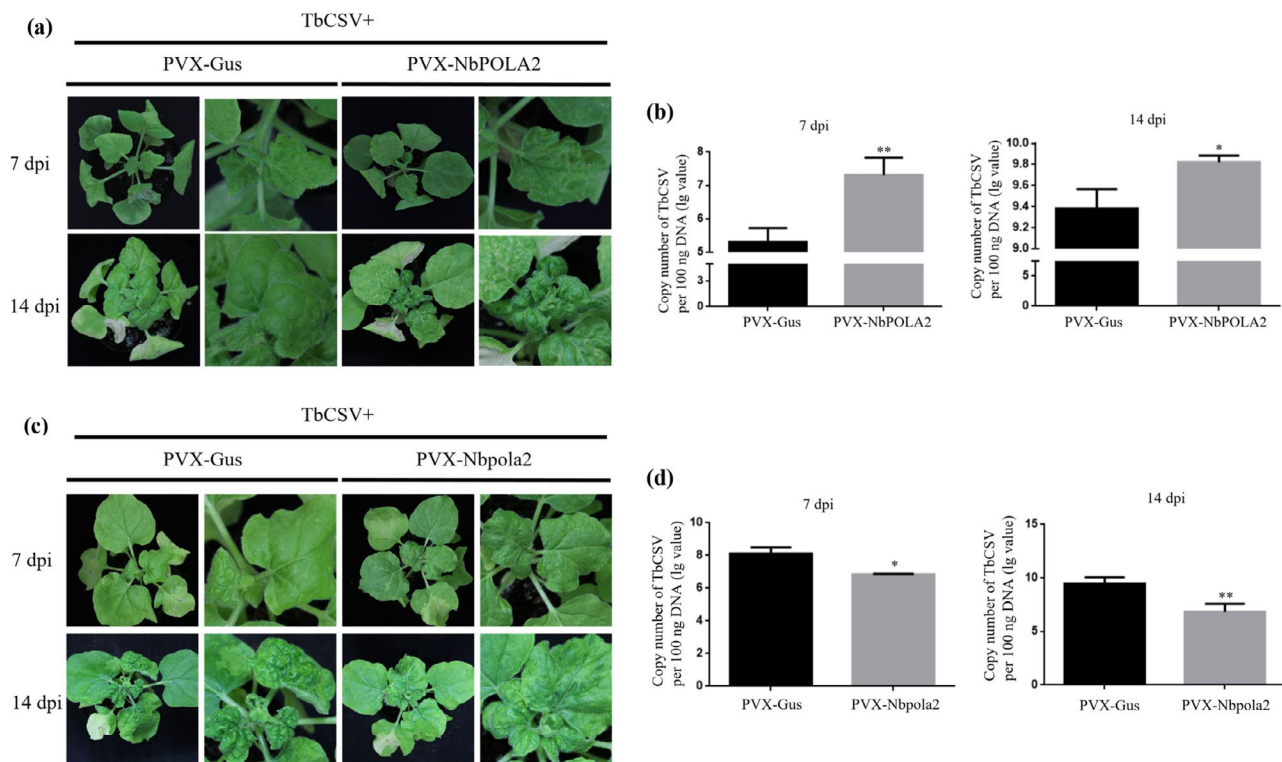 (a)
TbCSV+
PVX-Gus PVX-NbPOLA2
7 dpi
14 dpi
(b)
7 dpi
Copy number of TbCSV
per 100 ng DNA (lg value)
8
7
6
5
3
2
0
**
PVX-Gus PVX-NbPOLA2
14 dpi
Copy number of TbCSV
per 100 ng DNA (lg value)
10.0
9.8
9.6
9.4
9.2
9.0
5
0
*
PVX-Gus PVX-NbPOLA2
(c)
TbCSV+
PVX-Gus PVX-Nbpola2
7 dpi
14 dpi
(d)
7 dpi
Copy number of TbCSV
per 100 ng DNA (lg value)
10
8
6
4
2
0
*
PVX-Gus PVX-Nbpola2
14 dpi
Copy number of TbCSV
per 100 ng DNA (lg value)
15
10
5
0
**
PVX-Gus PVX-Nbpola2